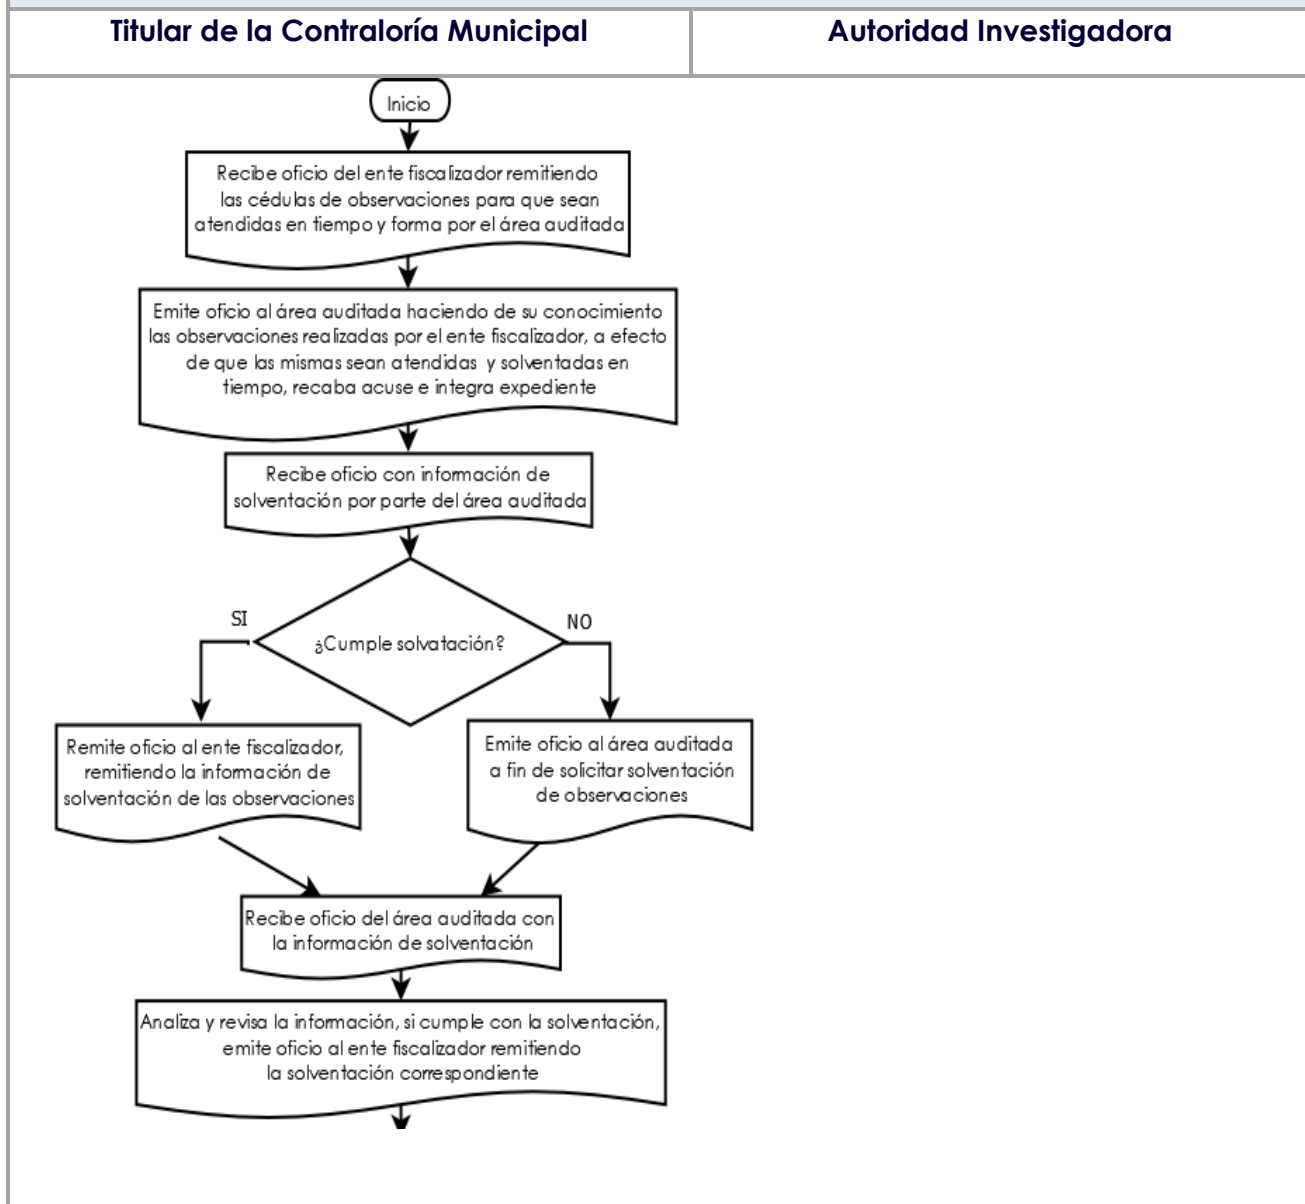 Titular de la Contraloría Municipal
Autoridad Investigadora
Inicio
Recibe oficio del ente fiscalizador remitiendo
las cédulas de observaciones para que sean
atendidas en tiempo y forma por el área auditada
Emite oficio al área auditada haciendo de su conocimiento
las observaciones realizadas por el ente fiscalizador, a efecto
de que las mismas sean atendidas y solventadas en
tiempo, recaba acuse e integra expediente
Recibe oficio con información de
solventación por parte del área auditada
SI
NO
¿Cumple solvatación?
Remite oficio al ente fiscalizador,
remitiendo la información de
solventación de las observaciones
Emite oficio al área auditada
a fin de solicitar solventación
de observaciones
Recibe oficio del área auditada con
la información de solventación
Analiza y revisa la información, si cumple con la solventación,
emite oficio al ente fiscalizador remitiendo
la solventación correspondiente